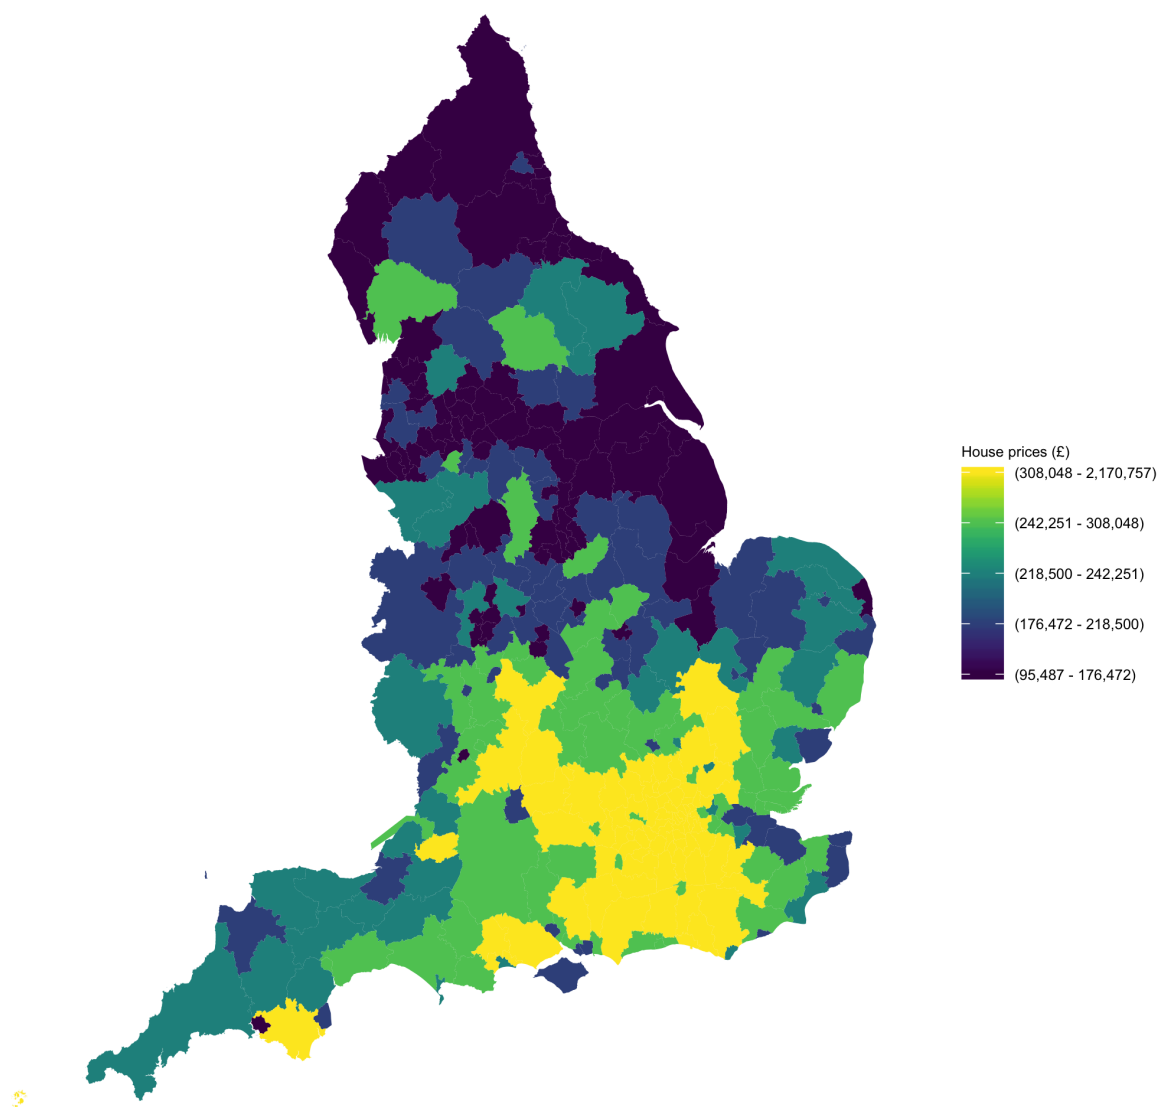 House prices (£)
(308,048 - 2,170,757)
(242,251 - 308,048)
(218,500 - 242,251)
(176,472 - 218,500)
(95,487 - 176,472)